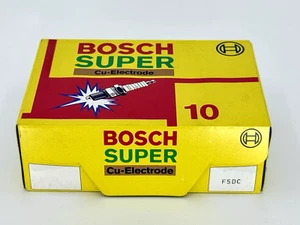 BOSCH
SUPER
Cu-Electrode
10
BOSCH
SUPER
Cu-Electrode
F5DC